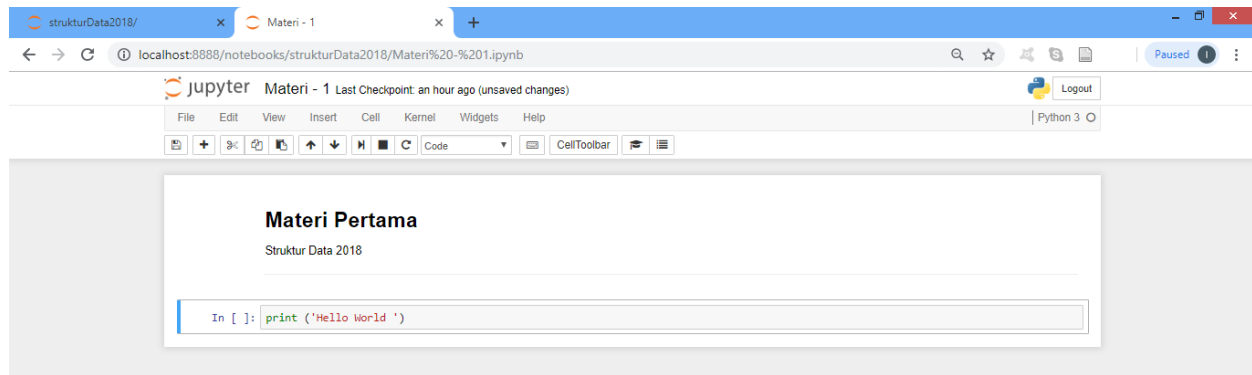 strukturData2018/ Materi - 1
localhost:8888/notebooks/strukturData2018/Materi%20-%201.ipynb Paused I
jupyter Materi - 1 Last Checkpoint: an hour ago (unsaved changes) Logout
File Edit View Insert Cell Kernel Widgets Help Python 3
Code CellToolbar
Materi Pertama
Struktur Data 2018
In [ ]: print ('Hello World ')